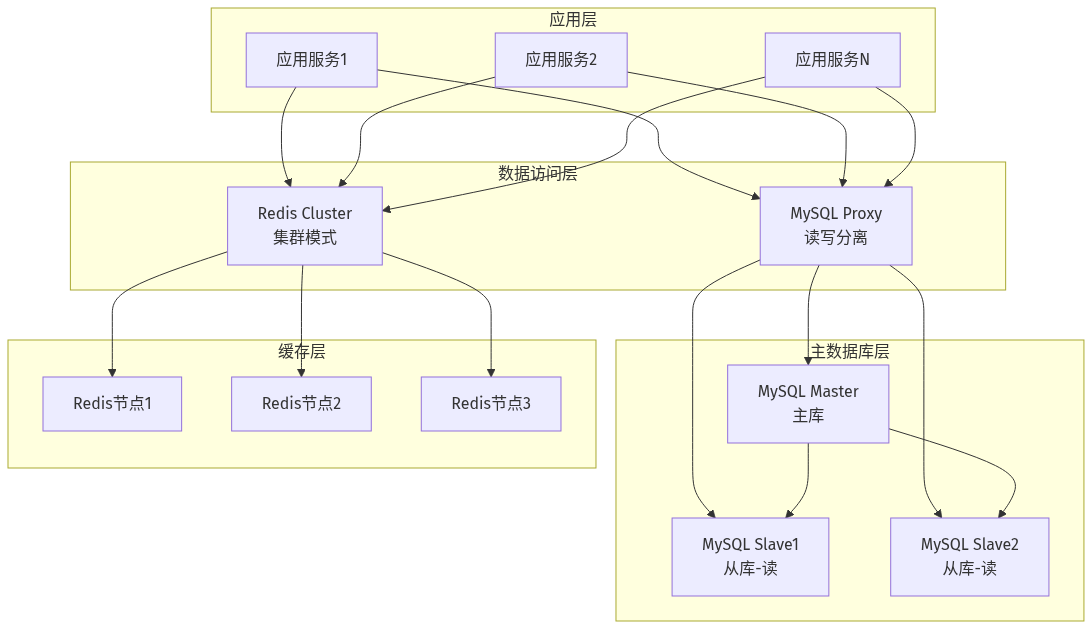 应用层
应用服务1
应用服务2
应用服务N
数据访问层
Redis Cluster
集群模式
MySQL Proxy
读写分离
缓存层
Redis节点1
Redis节点2
Redis节点3
主数据库层
MySQL Master
主库
MySQL Slave1
从库-读
MySQL Slave2
从库-读